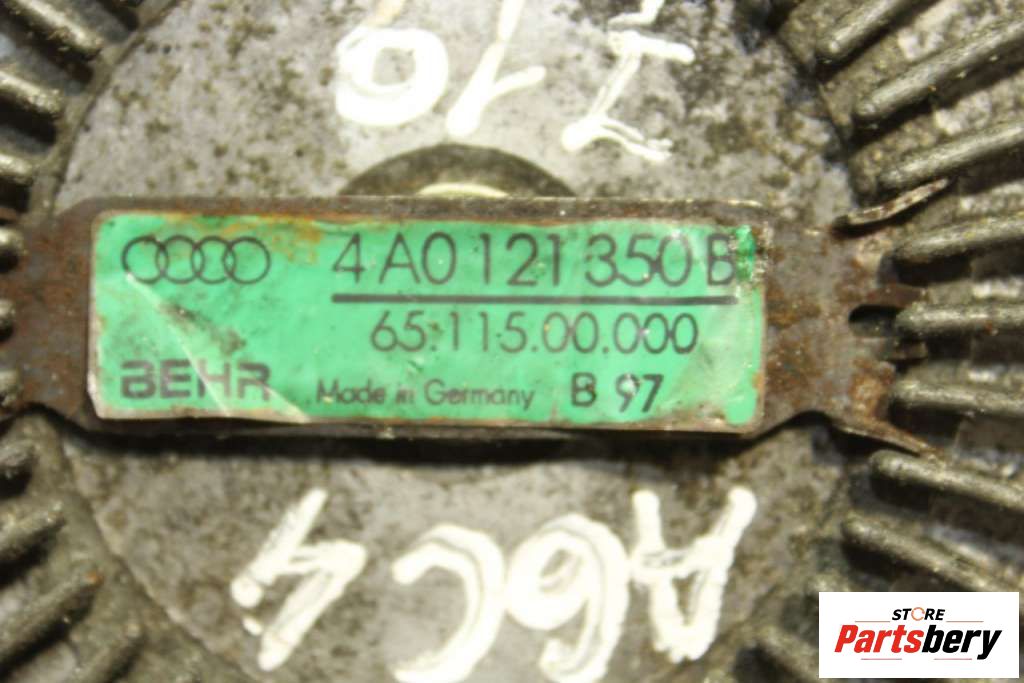 4A0 121 350 B
65.115.00.000
BEHR Made in Germany B 97
A6C4
STORE
Partsbery